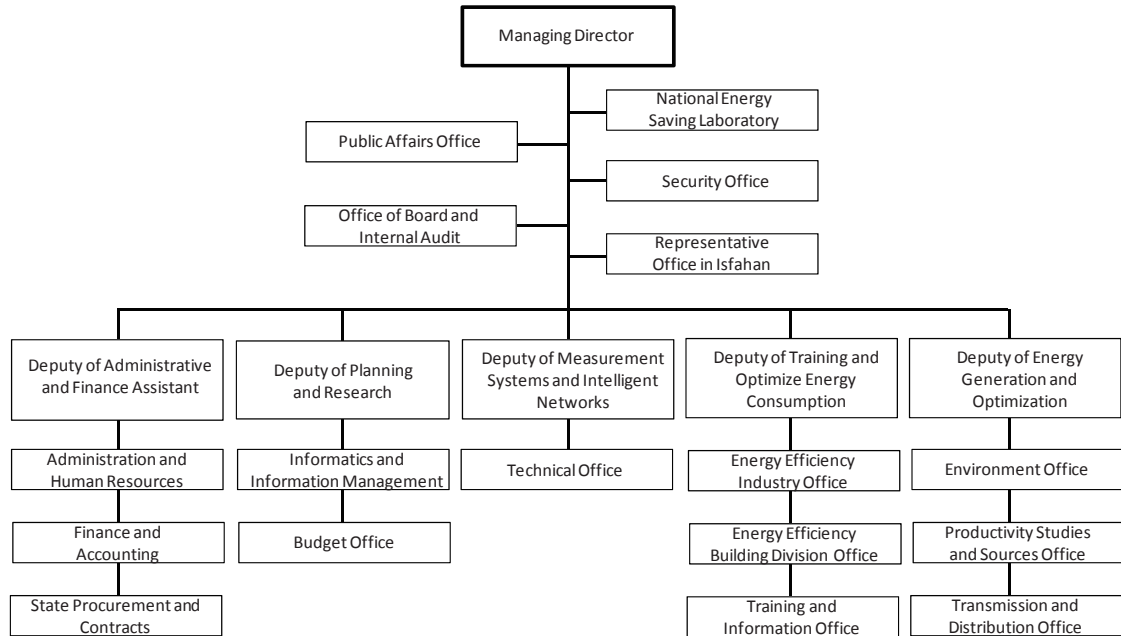 Managing Director
National Energy
Saving Laboratory
Public Affairs Office
Security Office
Office of Board and
Internal Audit
Representative
Office in Isfahan
Deputy of Administrative
and Finance Assistant
Deputy of Planning
and Research
Deputy of Measurement
Systems and Intelligent
Networks
Deputy of Training and
Optimize Energy
Consumption
Deputy of Energy
Generation and
Optimization
Administration and
Human Resources
Informatics and
Information Management
Technical Office
Energy Efficiency
Industry Office
Environment Office
Finance and
Accounting
Budget Office
Energy Efficiency
Building Division Office
Productivity Studies
and Sources Office
State Procurement and
Contracts
Training and
Information Office
Transmission and
Distribution Office